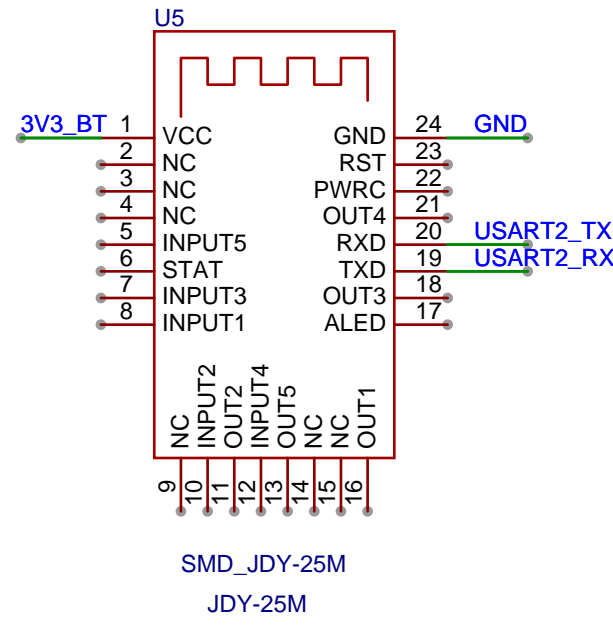 U5
3V3_BT 1 VCC GND 24 GND
2 NC RST 23
3 NC PWRC 22
4 NC OUT4 21
5 INPUT5 RXD 20 USART2_TX
6 STAT TXD 19 USART2_RX
7 INPUT3 OUT3 18
8 INPUT1 ALED 17
NC INPUT2 OUT2 INPUT4 OUT5 NC NC OUT1
9 10 11 12 13 14 15 16
SMD_JDY-25M
JDY-25M